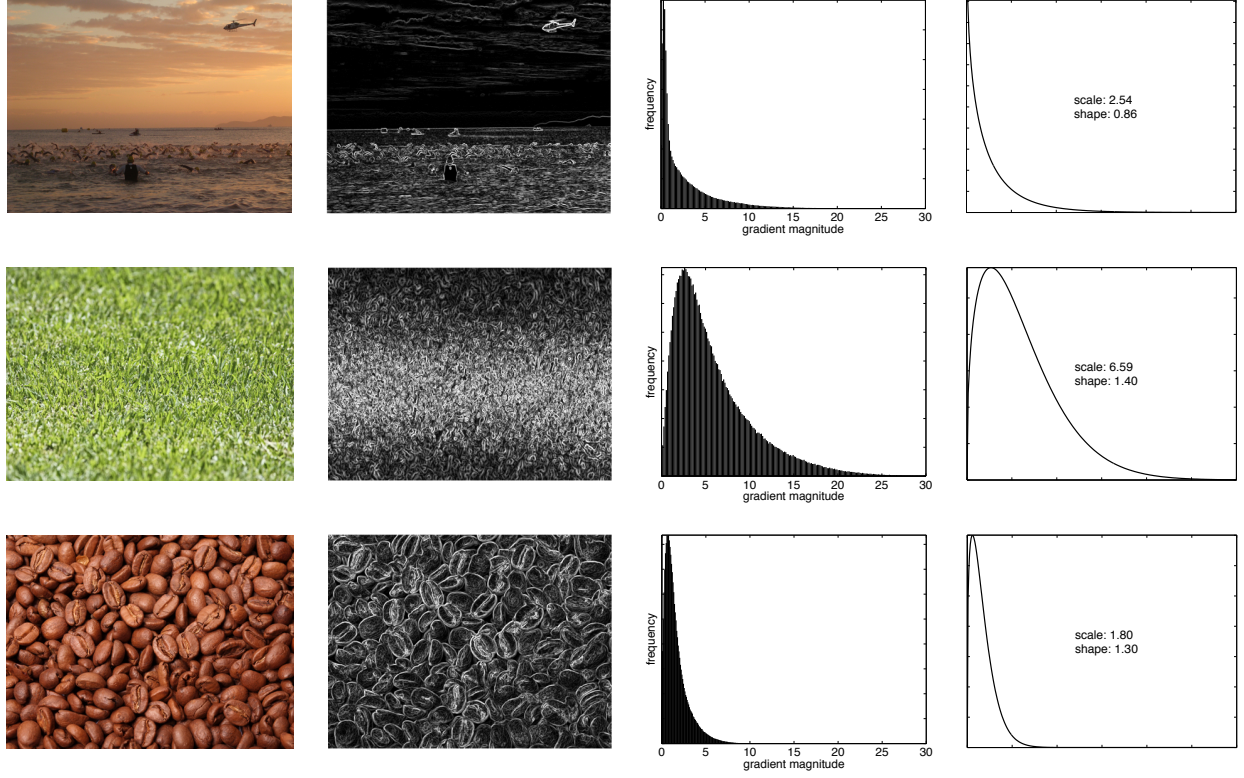 frequency
0 5 10 15 20 25 30
gradient magnitude
scale: 2.54
shape: 0.86
frequency
0 5 10 15 20 25 30
gradient magnitude
scale: 6.59
shape: 1.40
frequency
0 5 10 15 20 25 30
gradient magnitude
scale: 1.80
shape: 1.30